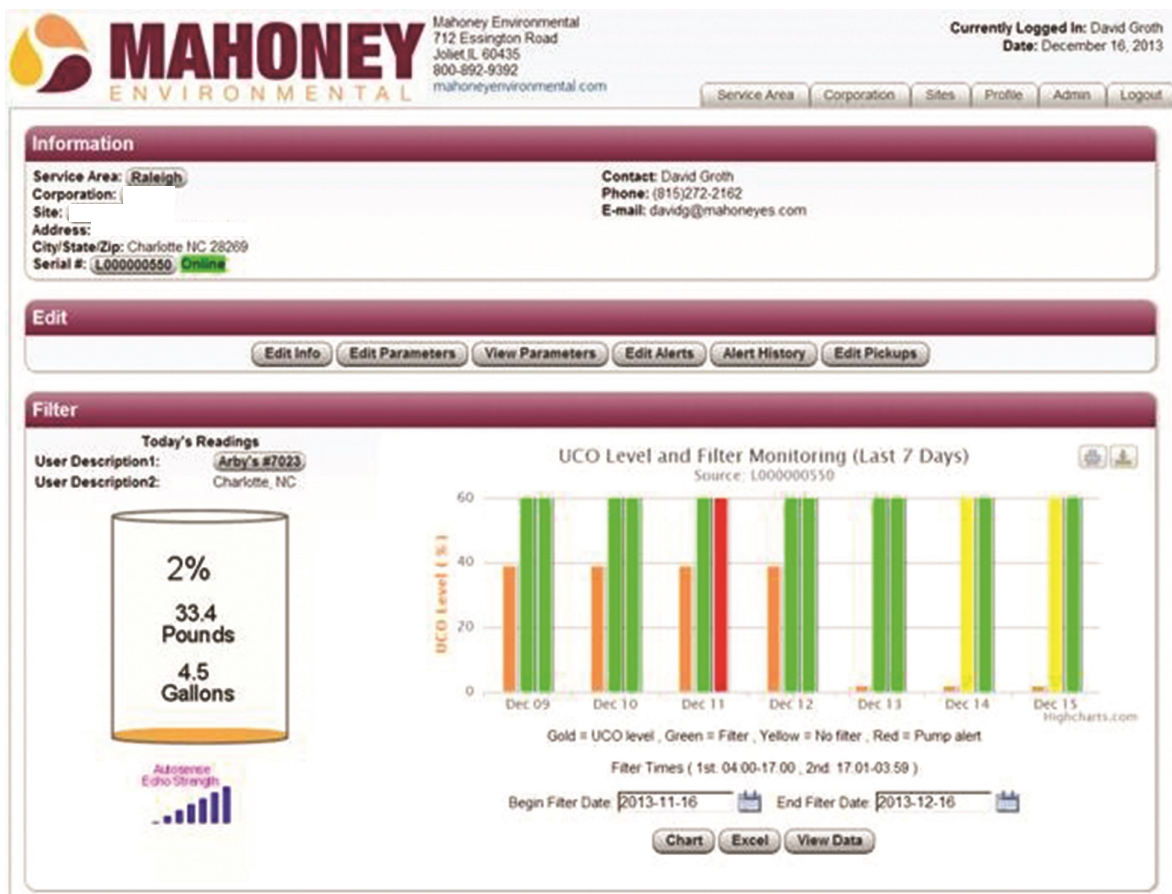 MAHONEY
ENVIRONMENTAL
Mahoney Environmental
712 Essington Road
Joliet,IL 60435
800-892-9392
mahoneyenvironmental.com
Currently Logged In: David Groth
Date: December 16, 2013
Service Area Corporation Sites Profile Admin Logout
Information
Service Area: Raleigh
Corporation:
Site:
Address:
City/State/Zip: Charlotte NC 28269
Serial #: L000000550 Online
Contact: David Groth
Phone: (815)272-2162
E-mail: davidg@mahoneyes.com
Edit
Edit Info Edit Parameters View Parameters Edit Alerts Alert History Edit Pickups
Filter
Today's Readings
User Description1: Arby's #7023
User Description2: Charlotte, NC
2%
33.4
Pounds
4.5
Gallons
Autosense
Echo Strength
UCO Level and Filter Monitoring (Last 7 Days)
Source: L000000550
UCO Level (%)
60
40
20
0
Dec 09 Dec 10 Dec 11 Dec 12 Dec 13 Dec 14 Dec 15
Highcharts.com
Gold = UCO level , Green = Filter , Yellow = No filter , Red = Pump alert
Filter Times ( 1st: 04:00-17:00 , 2nd: 17:01-03:59 )
Begin Filter Date: 2013-11-16 End Filter Date: 2013-12-16
Chart Excel View Data